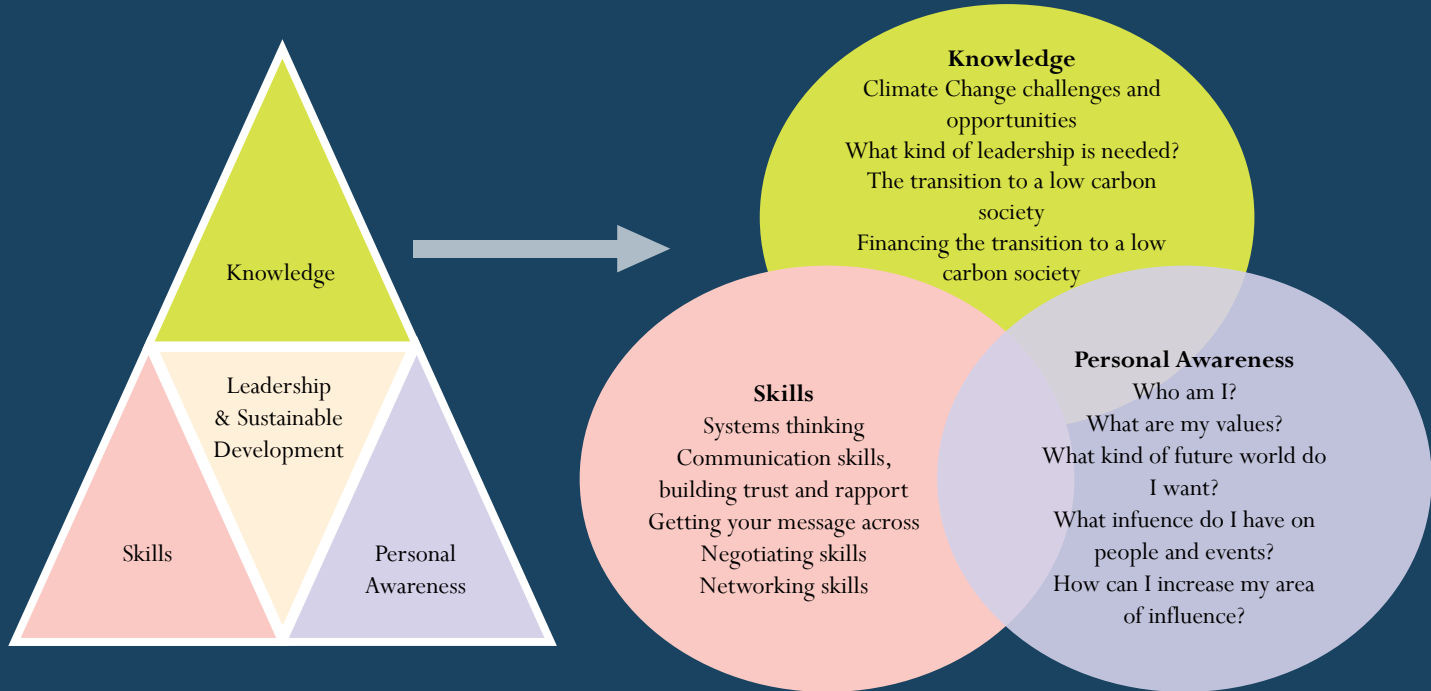 Knowledge
Leadership
& Sustainable
Development
Skills
Personal
Awareness
Knowledge
Climate Change challenges and
opportunities
What kind of leadership is needed?
The transition to a low carbon
society
Financing the transition to a low
carbon society
Skills
Systems thinking
Communication skills,
building trust and rapport
Getting your message across
Negotiating skills
Networking skills
Personal Awareness
Who am I?
What are my values?
What kind of future world do
I want?
What infuence do I have on
people and events?
How can I increase my area
of influence?